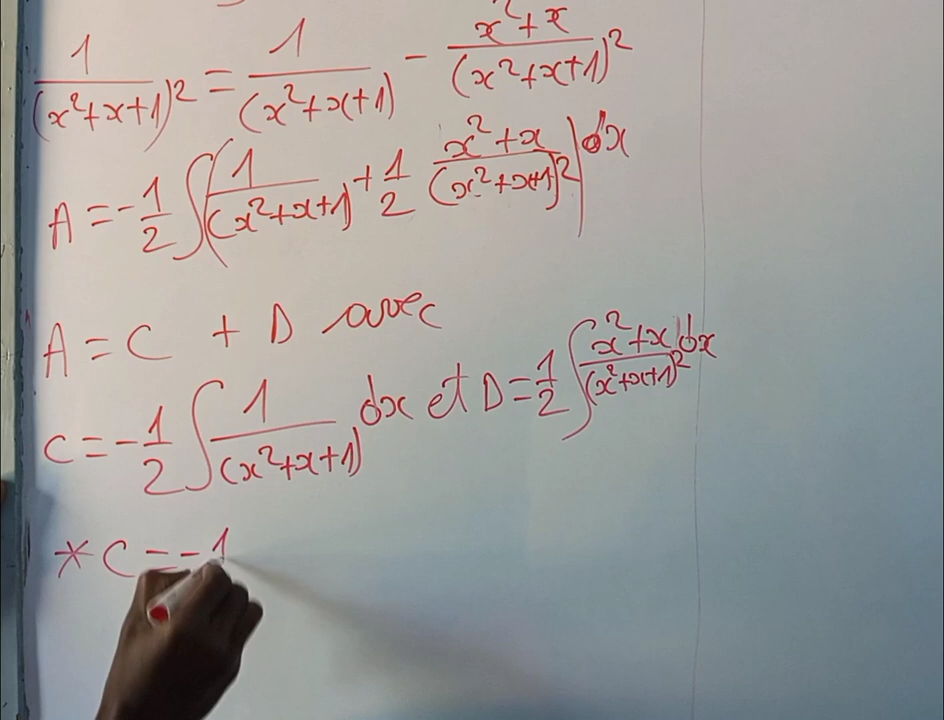 1/(x²+x+1)² = 1/(x²+x+1) - x²+x/(x²+x+1)²
A = -1/2 ∫(1/(x²+x+1) + 1/2 x²+x/(x²+x+1)²)dx
A = C + D avec
C = -1/2 ∫ 1/(x²+x+1) dx et D = 1/2 ∫ x²+x/(x²+x+1)² dx
* C = -1